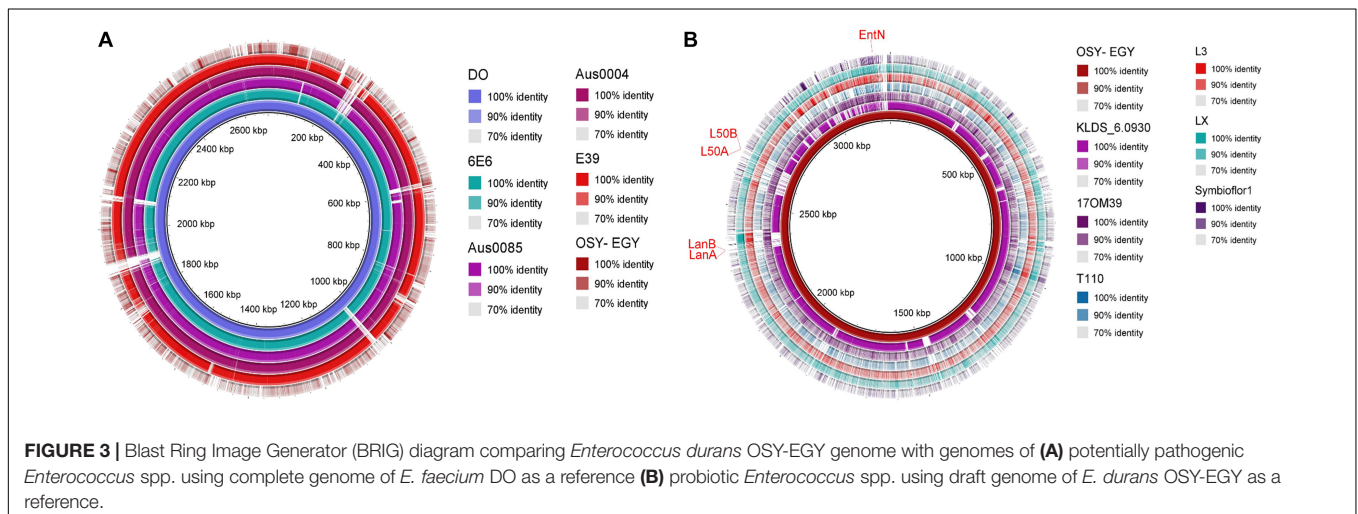 A
2600 kbp
200
2400 kbp
400
2200 kbp
600
2000 kbp
800 kbp
1800 kbp
1000 kbp
1600 kbp
1200 kbp
1400 kbp
DO
100% identity
90% identity
70% identity
6E6
100% identity
90% identity
70% identity
Aus0085
100% identity
90% identity
70% identity
Aus0004
100% identity
90% identity
70% identity
E39
100% identity
90% identity
70% identity
OSY- EGY
100% identity
90% identity
70% identity
B
EntN
L50B
L50A
LanB
LanA
3000 kbp
500 kbp
2500 kbp
1000 kbp
2000 kbp
1500 kbp
OSY- EGY
100% identity
90% identity
70% identity
KLDS_6.0930
100% identity
90% identity
70% identity
17OM39
100% identity
90% identity
70% identity
T110
100% identity
90% identity
70% identity
L3
100% identity
90% identity
70% identity
LX
100% identity
90% identity
70% identity
Symbioflor1
100% identity
90% identity
70% identity
FIGURE 3 | Blast Ring Image Generator (BRIG) diagram comparing Enterococcus durans OSY-EGY genome with genomes of (A) potentially pathogenic
Enterococcus spp. using complete genome of E. faecium DO as a reference (B) probiotic Enterococcus spp. using draft genome of E. durans OSY-EGY as a
reference.